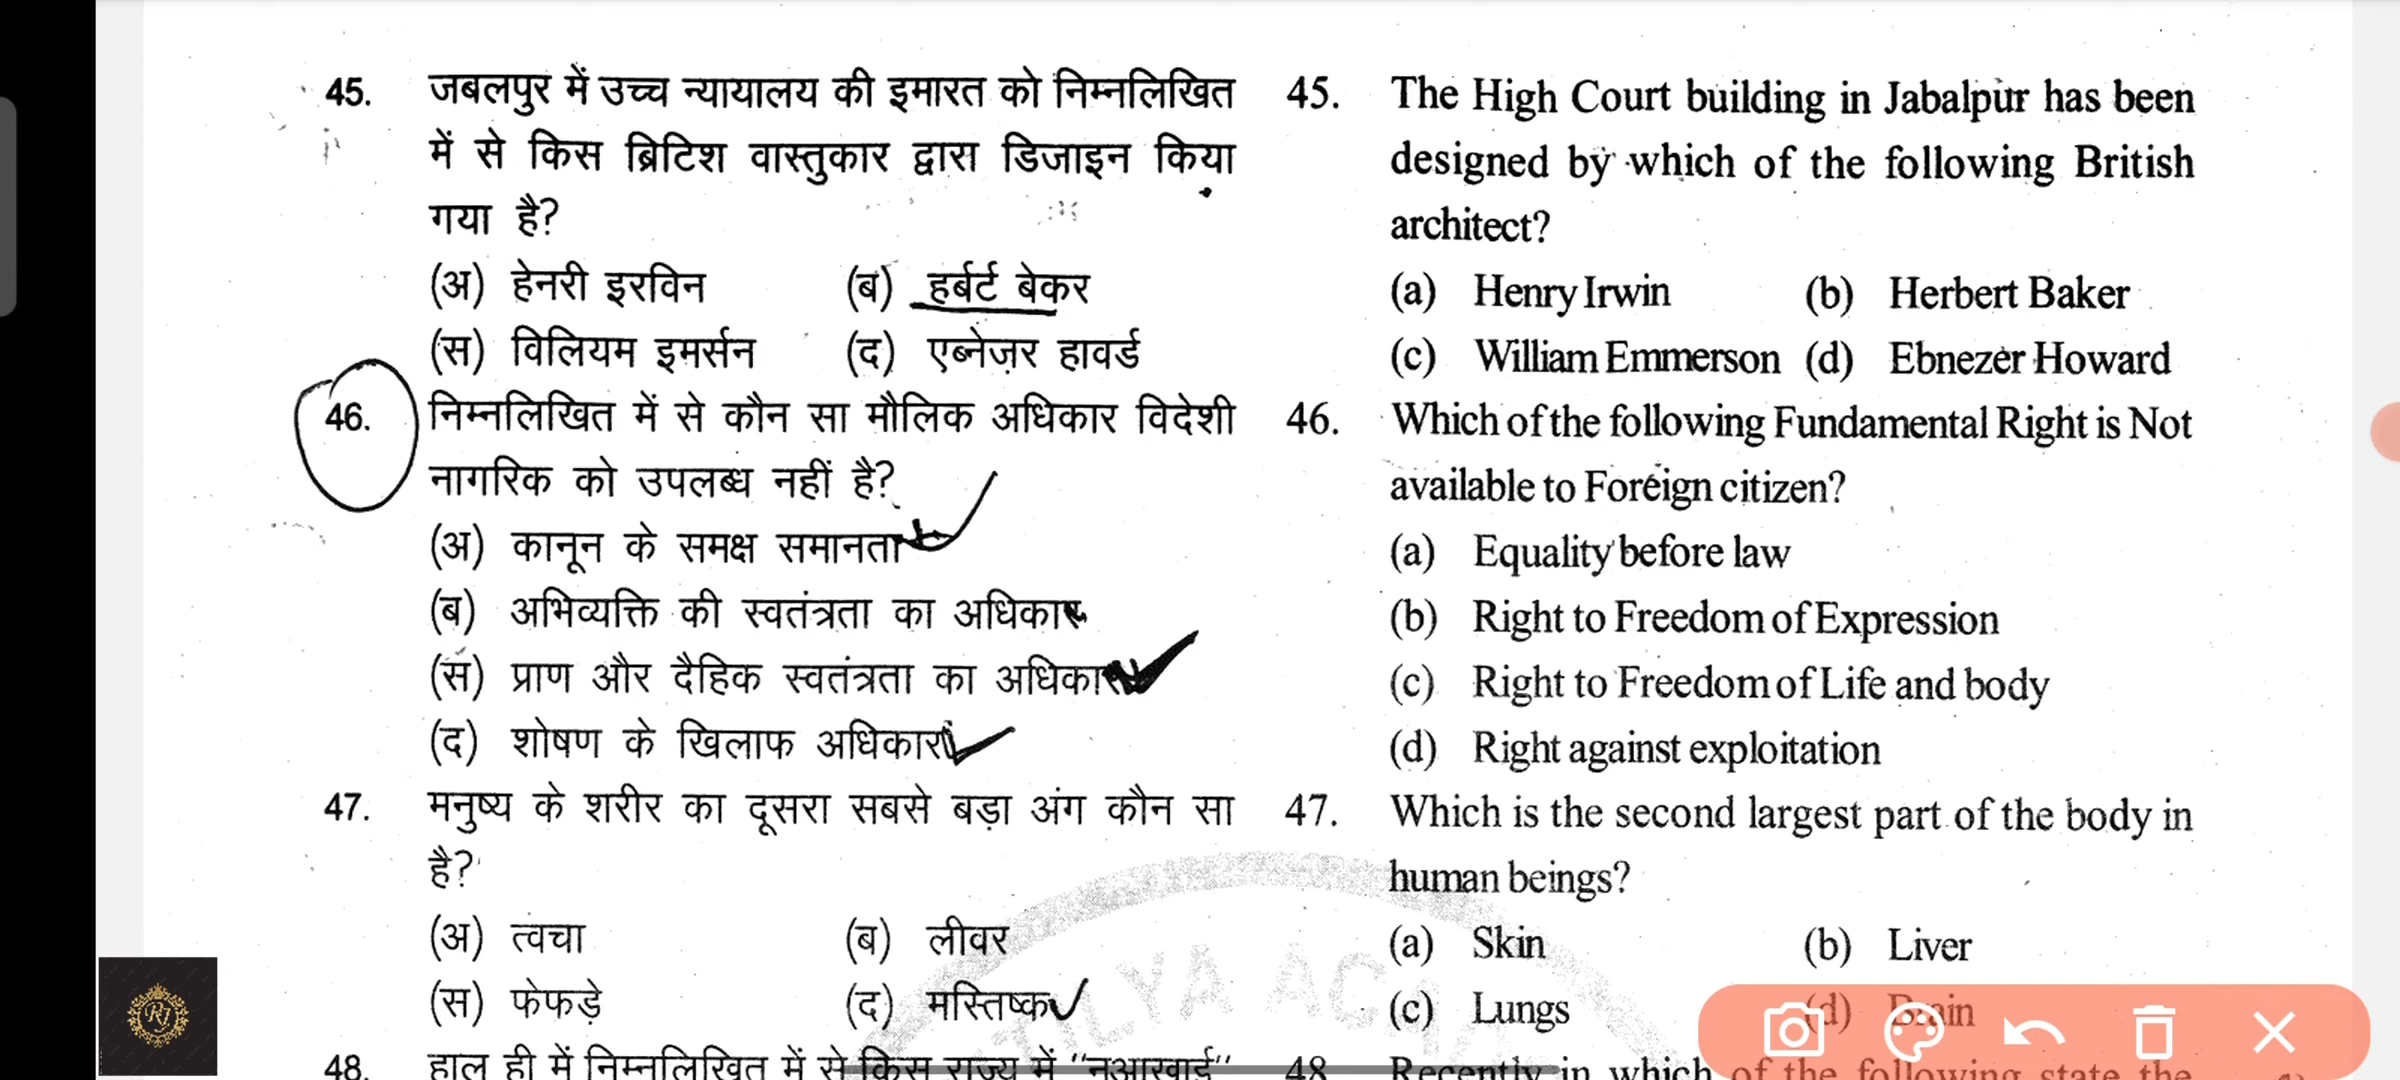 45. जबलपुर में उच्च न्यायालय की इमारत को निम्नलिखित
में से किस ब्रिटिश वास्तुकार द्वारा डिजाइन किया
गया है?
(अ) हेनरी इरविन (ब) हर्बर्ट बेकर
(स) विलियम इमर्सन (द) एब्नेज़र हावर्ड
46. निम्नलिखित में से कौन सा मौलिक अधिकार विदेशी
नागरिक को उपलब्ध नहीं है?
(अ) कानून के समक्ष समानता
(ब) अभिव्यक्ति की स्वतंत्रता का अधिकार
(स) प्राण और दैहिक स्वतंत्रता का अधिकार
(द) शोषण के खिलाफ अधिकार
47. मनुष्य के शरीर का दूसरा सबसे बड़ा अंग कौन सा
है?
(अ) त्वचा (ब) लीवर
(स) फेफड़े (द) मस्तिष्क
48. हाल ही में निम्नलिखित में से किस राज्य में "नुआखाई"
45. The High Court building in Jabalpur has been
designed by which of the following British
architect?
(a) Henry Irwin (b) Herbert Baker
(c) William Emmerson (d) Ebnezer Howard
46. Which of the following Fundamental Right is Not
available to Foreign citizen?
(a) Equality before law
(b) Right to Freedom of Expression
(c) Right to Freedom of Life and body
(d) Right against exploitation
47. Which is the second largest part of the body in
human beings?
(a) Skin (b) Liver
(c) Lungs (d) Brain
48 Recently in which of the following state the
RJ